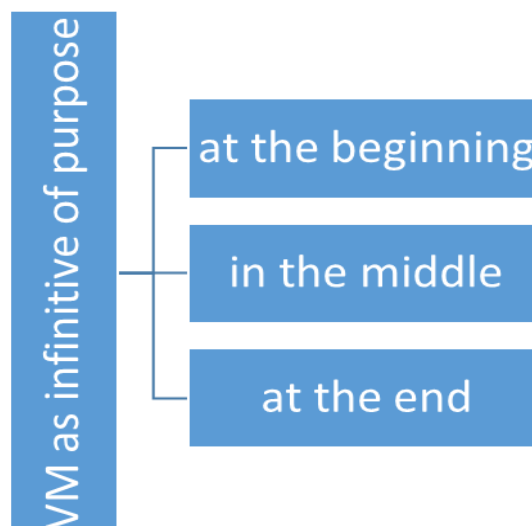 VM as infinitive of purpose
at the beginning
in the middle
at the end